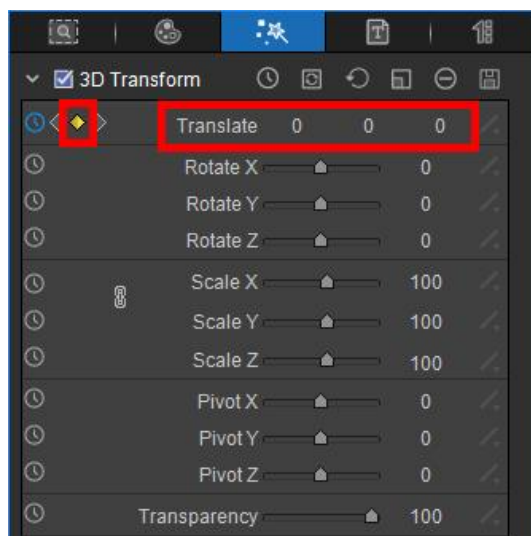 3D Transform
Translate 0 0 0
Rotate X 0
Rotate Y 0
Rotate Z 0
Scale X 100
Scale Y 100
Scale Z 100
Pivot X 0
Pivot Y 0
Pivot Z 0
Transparency 100